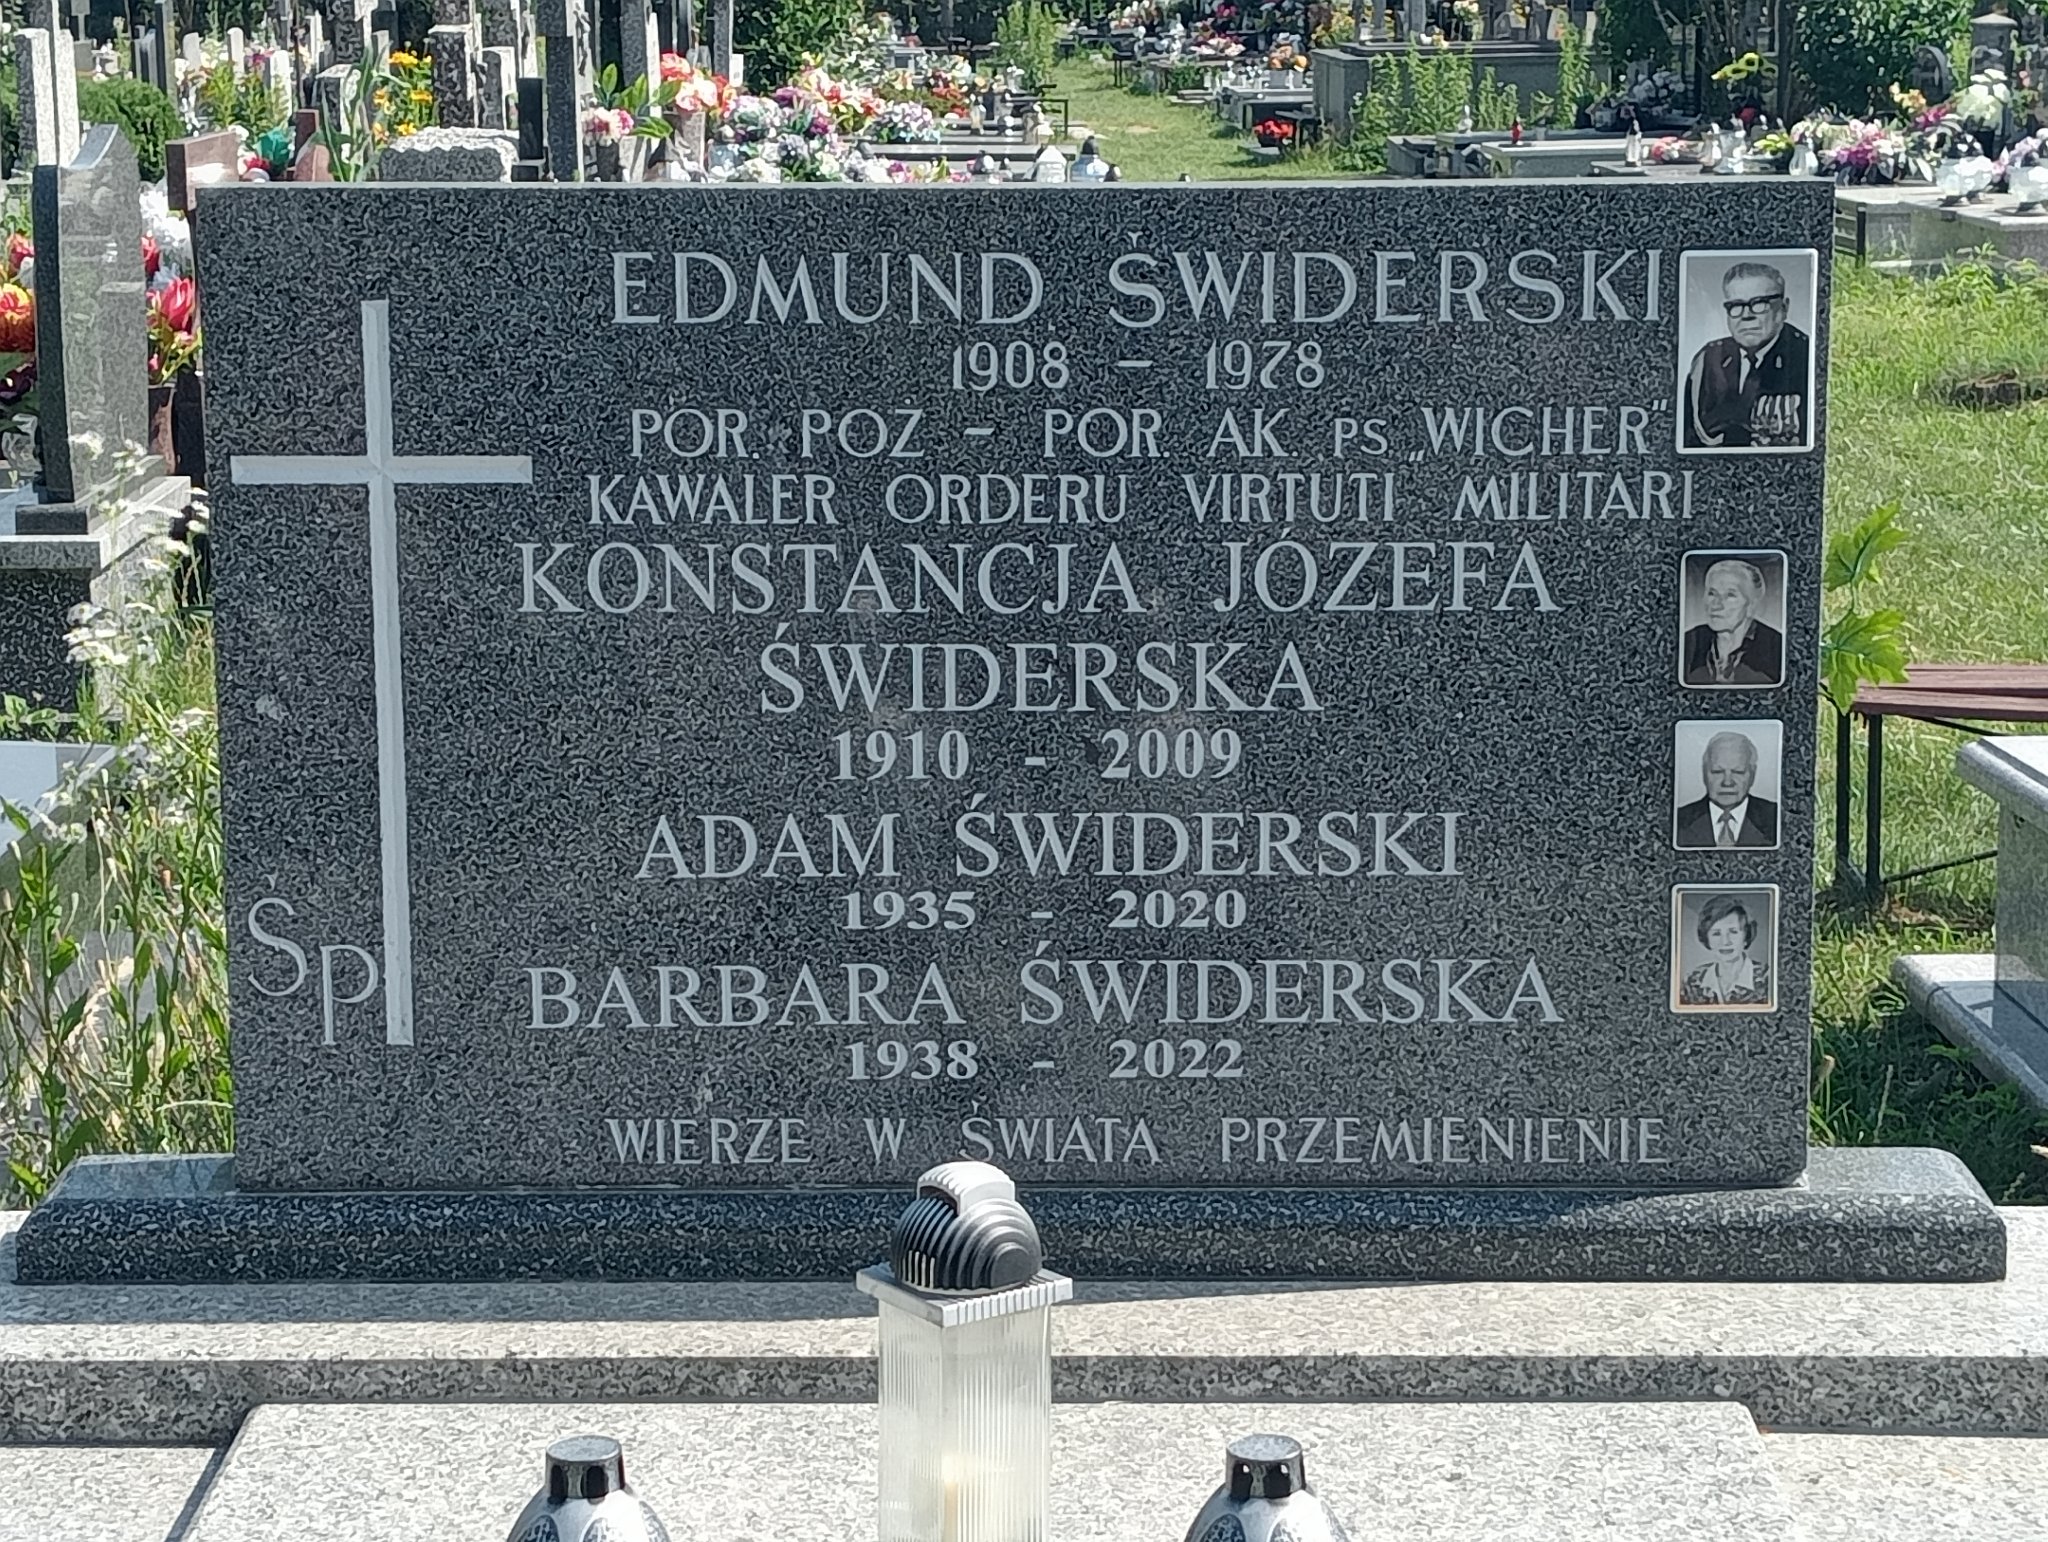 EDMUND ŚWIDERSKI
1908 - 1978
POR. POŻ - POR. AK. PS „WICHER”
KAWALER ORDERU VIRTUTI MILITARI
KONSTANCJA JÓZEFA
ŚWIDERSKA
1910 - 2009
ADAM ŚWIDERSKI
1935 - 2020
BARBARA ŚWIDERSKA
1938 - 2022
ŚP
WIERZE W ŚWIATA PRZEMIENIENIE